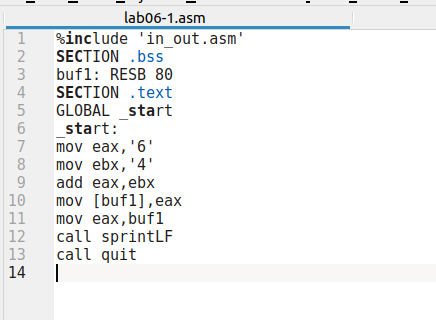 lab06-1.asm
1 %include 'in_out.asm'
2 SECTION .bss
3 buf1: RESB 80
4 SECTION .text
5 GLOBAL _start
6 _start:
7 mov eax,'6'
8 mov ebx,'4'
9 add eax,ebx
10 mov [buf1],eax
11 mov eax,buf1
12 call sprintLF
13 call quit
14